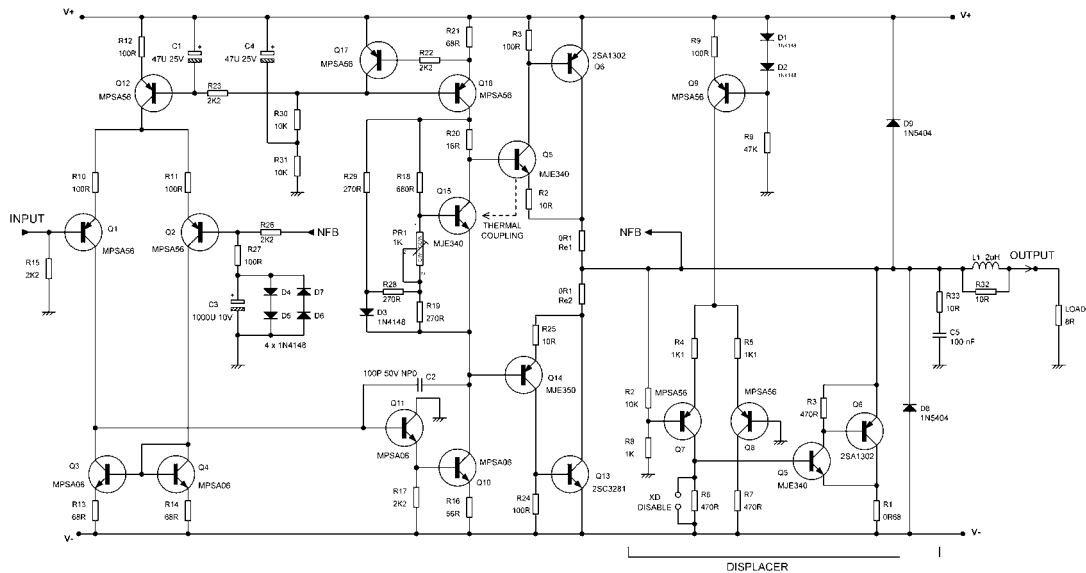 V+
V+
R12
100R
C1
47U 25V
C4
47U 25V
Q17
MPSA56
R22
2K2
R21
68R
R3
100R
2SA1302
Q6
R9
100R
D1
1N4148
D2
1N4148
Q12
MPSA56
R23
2K2
Q18
MPSA56
Q9
MPSA56
R30
10K
R31
10K
R20
16R
Q5
MJE340
R9
47K
D9
1N5404
R10
100R
R11
100R
R29
270R
R18
680R
Q15
R2
10R
INPUT
Q1
MPSA56
Q2
MPSA56
R26
2K2
NFB
PR1
1K
MJE340
THERMAL
COUPLING
0R1
Re1
NFB
OUTPUT
L1 2uH
R15
2K2
R27
100R
C3
1000U 10V
D4
D7
D5
D6
4 x 1N4148
R28
270R
R19
270R
D3
1N4148
0R1
Re2
R32
10R
R33
10R
C5
100 nF
LOAD
8R
R25
10R
R4
1K1
R5
1K1
100P 50V NP0
C2
Q14
MJE350
R2
10K
MPSA56
MPSA56
Q11
MPSA06
R8
1K
Q7
Q8
R3
470R
Q6
D8
1N5404
2SA1302
Q3
MPSA06
Q4
MPSA06
MPSA06
Q10
Q13
2SC3281
Q5
MJE340
R13
68R
R14
68R
R17
2K2
R16
56R
R24
100R
XD
DISABLE
R6
470R
R7
470R
R1
0R68
V-
V-
DISPLACER